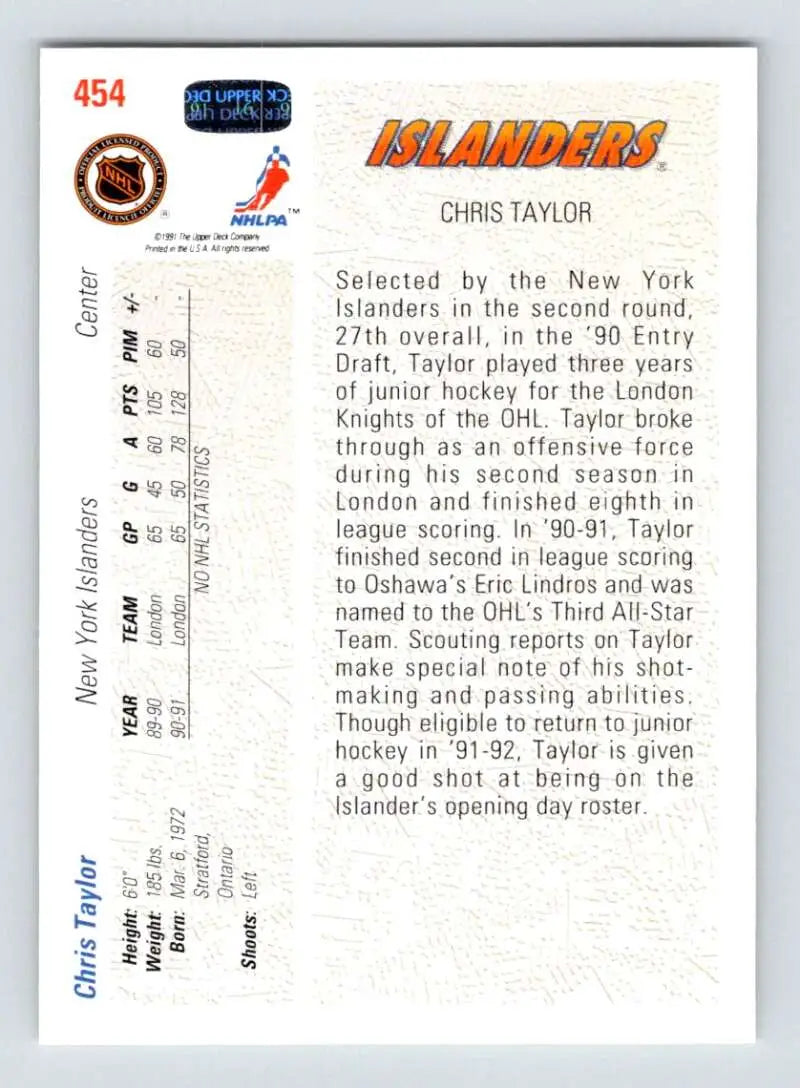 454
UPPER DECK
OFFICIAL LICENSED PRODUCT
NHL
PRODUIT LICENCIÉ OFFICIEL
®
NHLPA™
©1991 The Upper Deck Company
Printed in the U.S.A. All rights reserved
ISLANDERS®
CHRIS TAYLOR
Selected by the New York
Islanders in the second round,
27th overall, in the '90 Entry
Draft, Taylor played three years
of junior hockey for the London
Knights of the OHL. Taylor broke
through as an offensive force
during his second season in
London and finished eighth in
league scoring. In '90-91, Taylor
finished second in league scoring
to Oshawa's Eric Lindros and was
named to the OHL's Third All-Star
Team. Scouting reports on Taylor
make special note of his shot-
making and passing abilities.
Though eligible to return to junior
hockey in '91-92, Taylor is given
a good shot at being on the
Islander's opening day roster.
Chris Taylor New York Islanders Center
Height: 6'0"
Weight: 185 lbs.
Born: Mar. 6, 1972
Stratford,
Ontario
Shoots: Left
YEAR TEAM GP G A PTS PIM +/-
89-90 London 65 45 60 105 60 -
90-91 London 65 50 78 128 50 -
NO NHL STATISTICS